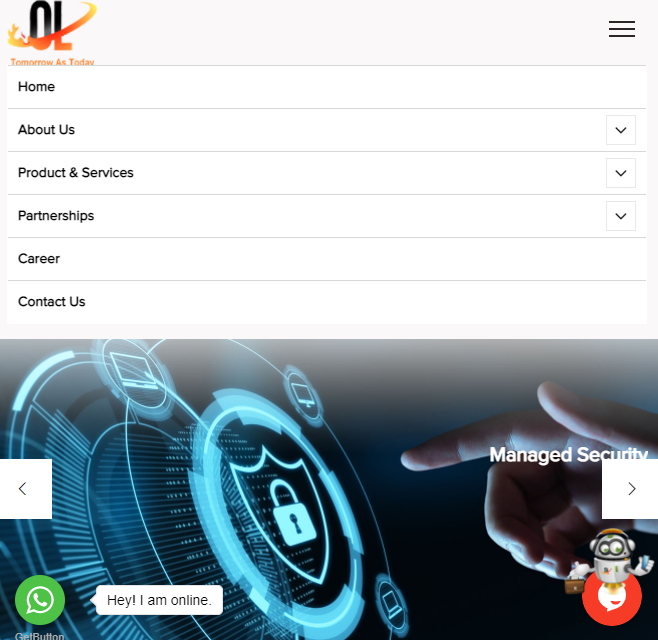 OL
Tomorrow As Today
Home
About Us
Product & Services
Partnerships
Career
Contact Us
Managed Security
Hey! I am online.
GetButton